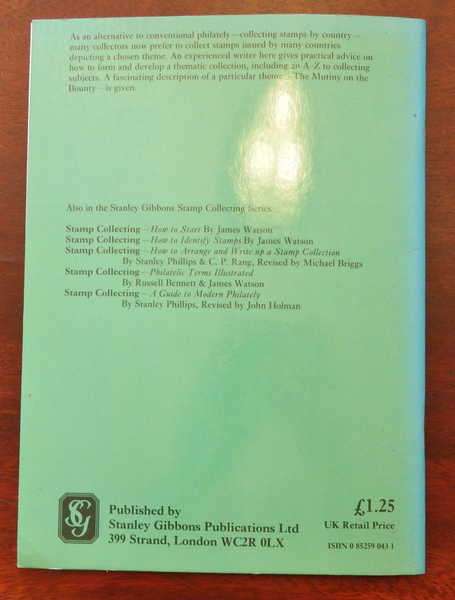 As an alternative to conventional philately—collecting stamps by country—
many collectors now prefer to collect stamps issued by many countries
depicting a chosen theme. An experienced writer here gives practical advice on
how to form and develop a thematic collection, including an A–Z to collecting
subjects. A fascinating description of a particular theme—The Mutiny on the
Bounty—is given.
Also in the Stanley Gibbons Stamp Collecting Series
Stamp Collecting – How to Start By James Watson
Stamp Collecting – How to Identify Stamps By James Watson
Stamp Collecting – How to Arrange and Write up a Stamp Collection
By Stanley Phillips & C. P. Rang, Revised by Michael Briggs
Stamp Collecting – Philatelic Terms Illustrated
By Russell Bennett & James Watson
Stamp Collecting – A Guide to Modern Philately
By Stanley Phillips, Revised by John Holman
SG
Published by
Stanley Gibbons Publications Ltd
399 Strand, London WC2R 0LX
£1.25
UK Retail Price
ISBN 0 85259 043 1